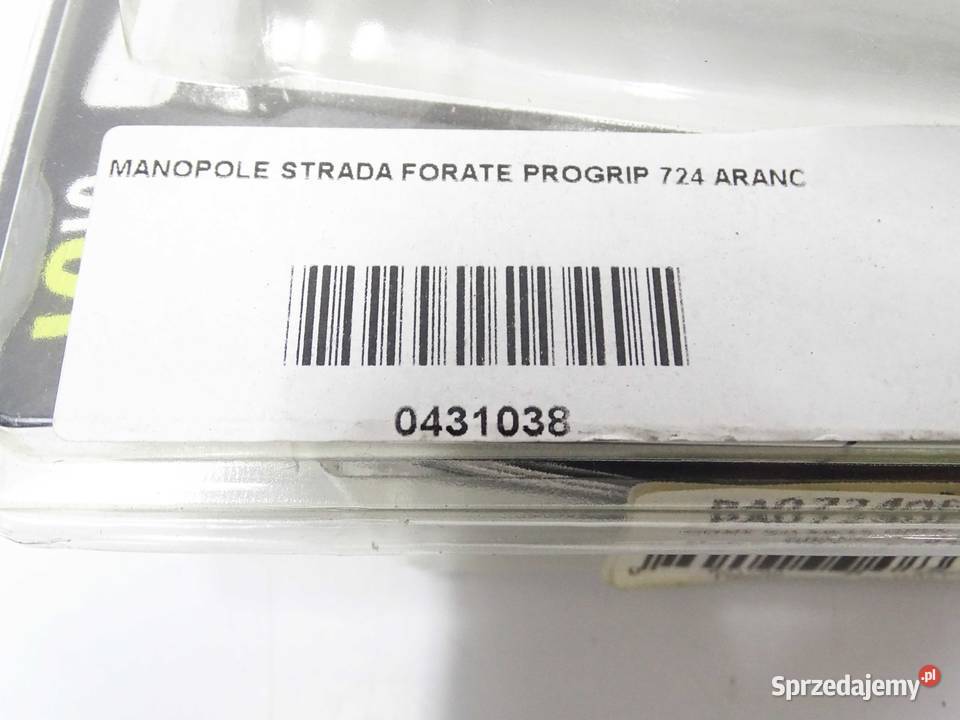 MANOPOLE STRADA FORATE PROGRIP 724 ARANC
0431038
Sprzedajemy.pl